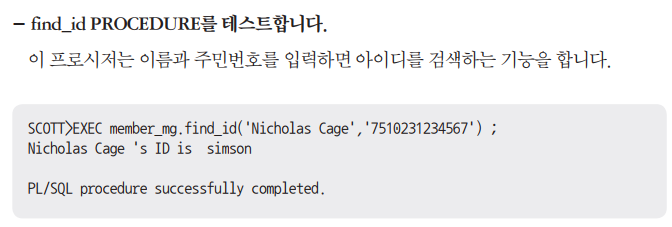 – find_id PROCEDURE를 테스트합니다.
이 프로시저는 이름과 주민번호를 입력하면 아이디를 검색하는 기능을 합니다.
SCOTT>EXEC member_mg.find_id('Nicholas Cage','7510231234567') ;
Nicholas Cage 's ID is  simson
PL/SQL procedure successfully completed.